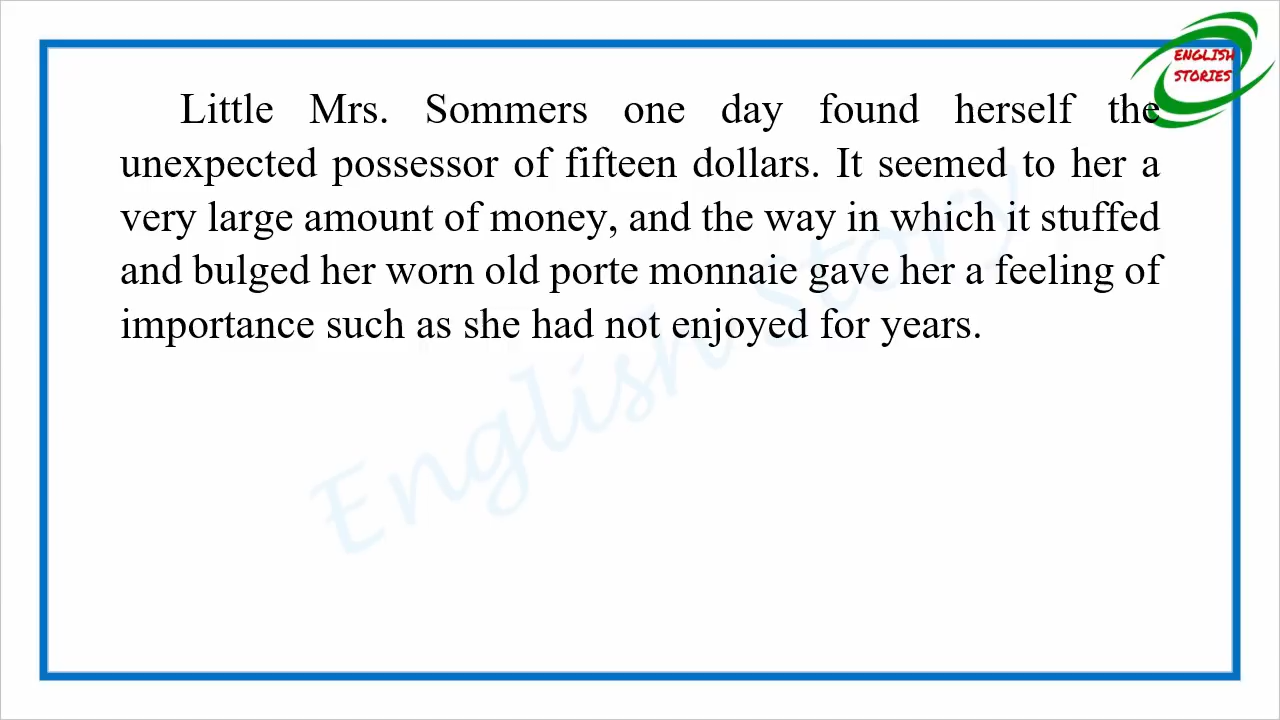 ENGLISH
STORIES
Little Mrs. Sommers one day found herself the
unexpected possessor of fifteen dollars. It seemed to her a
very large amount of money, and the way in which it stuffed
and bulged her worn old porte monnaie gave her a feeling of
importance such as she had not enjoyed for years.
English Story